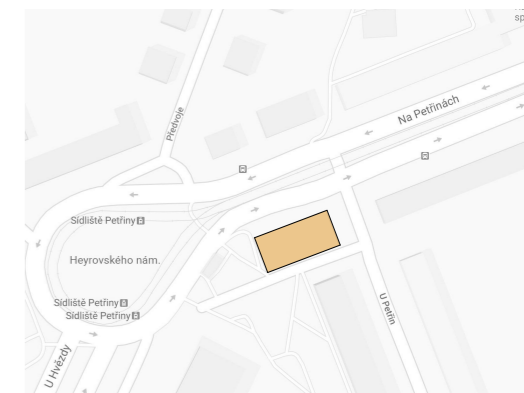 Na Petřinách
Předvoje
Sídliště Petřiny
Heyrovského nám.
Sídliště Petřiny
Sídliště Petřiny
U Petřin
U Hvězdy